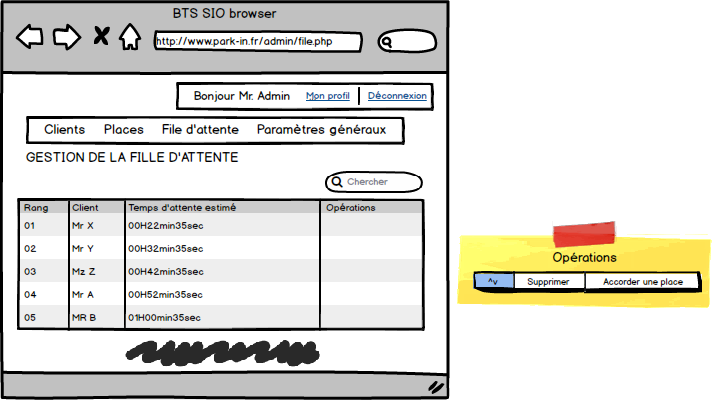 BTS SIO browser
http://www.park-in.fr/admin/file.php
Bonjour Mr. Admin Mon profil Déconnexion
Clients Places File d'attente Paramètres généraux
GESTION DE LA FILLE D'ATTENTE
Chercher
Rang Client Temps d'attente estimé Opérations
01 Mr X 00H22min35sec
02 Mr Y 00H32min35sec
03 Mz Z 00H42min35sec
04 Mr A 00H52min35sec
05 MR B 01H00min35sec
Opérations
^v Supprimer Accorder une place